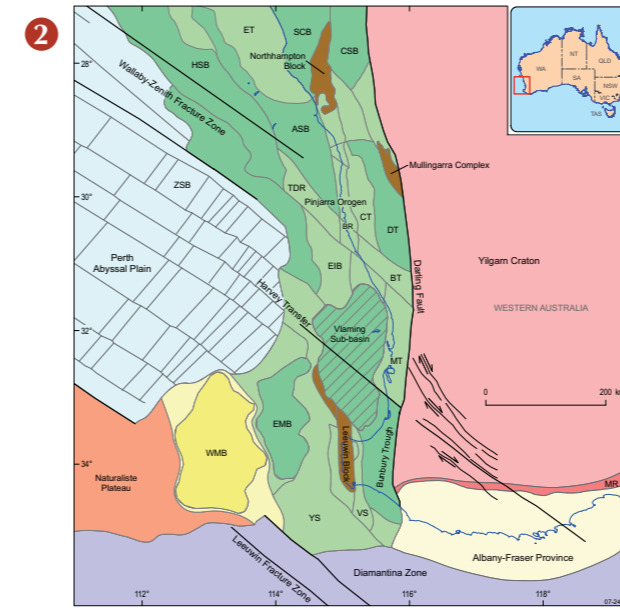 2
28°
30°
32°
34°
112°
114°
116°
118°
ET
SCB
CSB
Northhampton
Block
HSB
Wallaby-Zenith Fracture Zone
ASB
Mullingarra Complex
ZSB
TDR
Pinjarra Orogen
CT
BR
DT
Perth
Abyssal Plain
EIB
BT
Darling Fault
Yilgarn Craton
Harvey Transfer
WESTERN AUSTRALIA
Vlaming
Sub-basin
MT
0
200 km
EMB
WMB
Leeuwin Block
Bunbury Trough
Naturaliste
Plateau
MR
YS
VS
Leeuwin Fracture Zone
Albany-Fraser Province
Diamantina Zone
NT
QLD
WA
SA
NSW
VIC
TAS